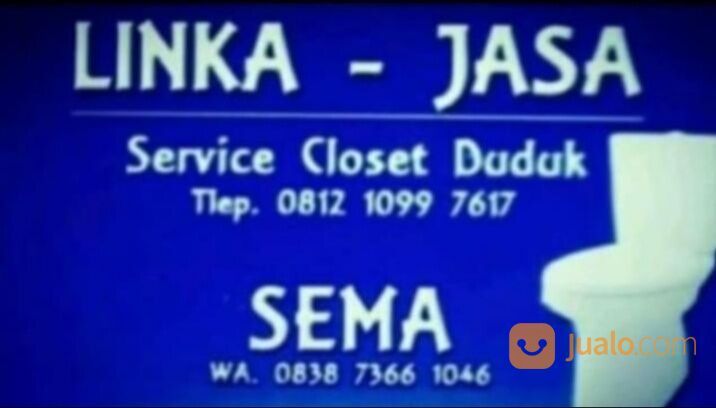 LINKA - JASA
Service Closet Duduk
Tlep. 0812 1099 7617
SEMA
WA. 0838 7366 1046
Jualo.com